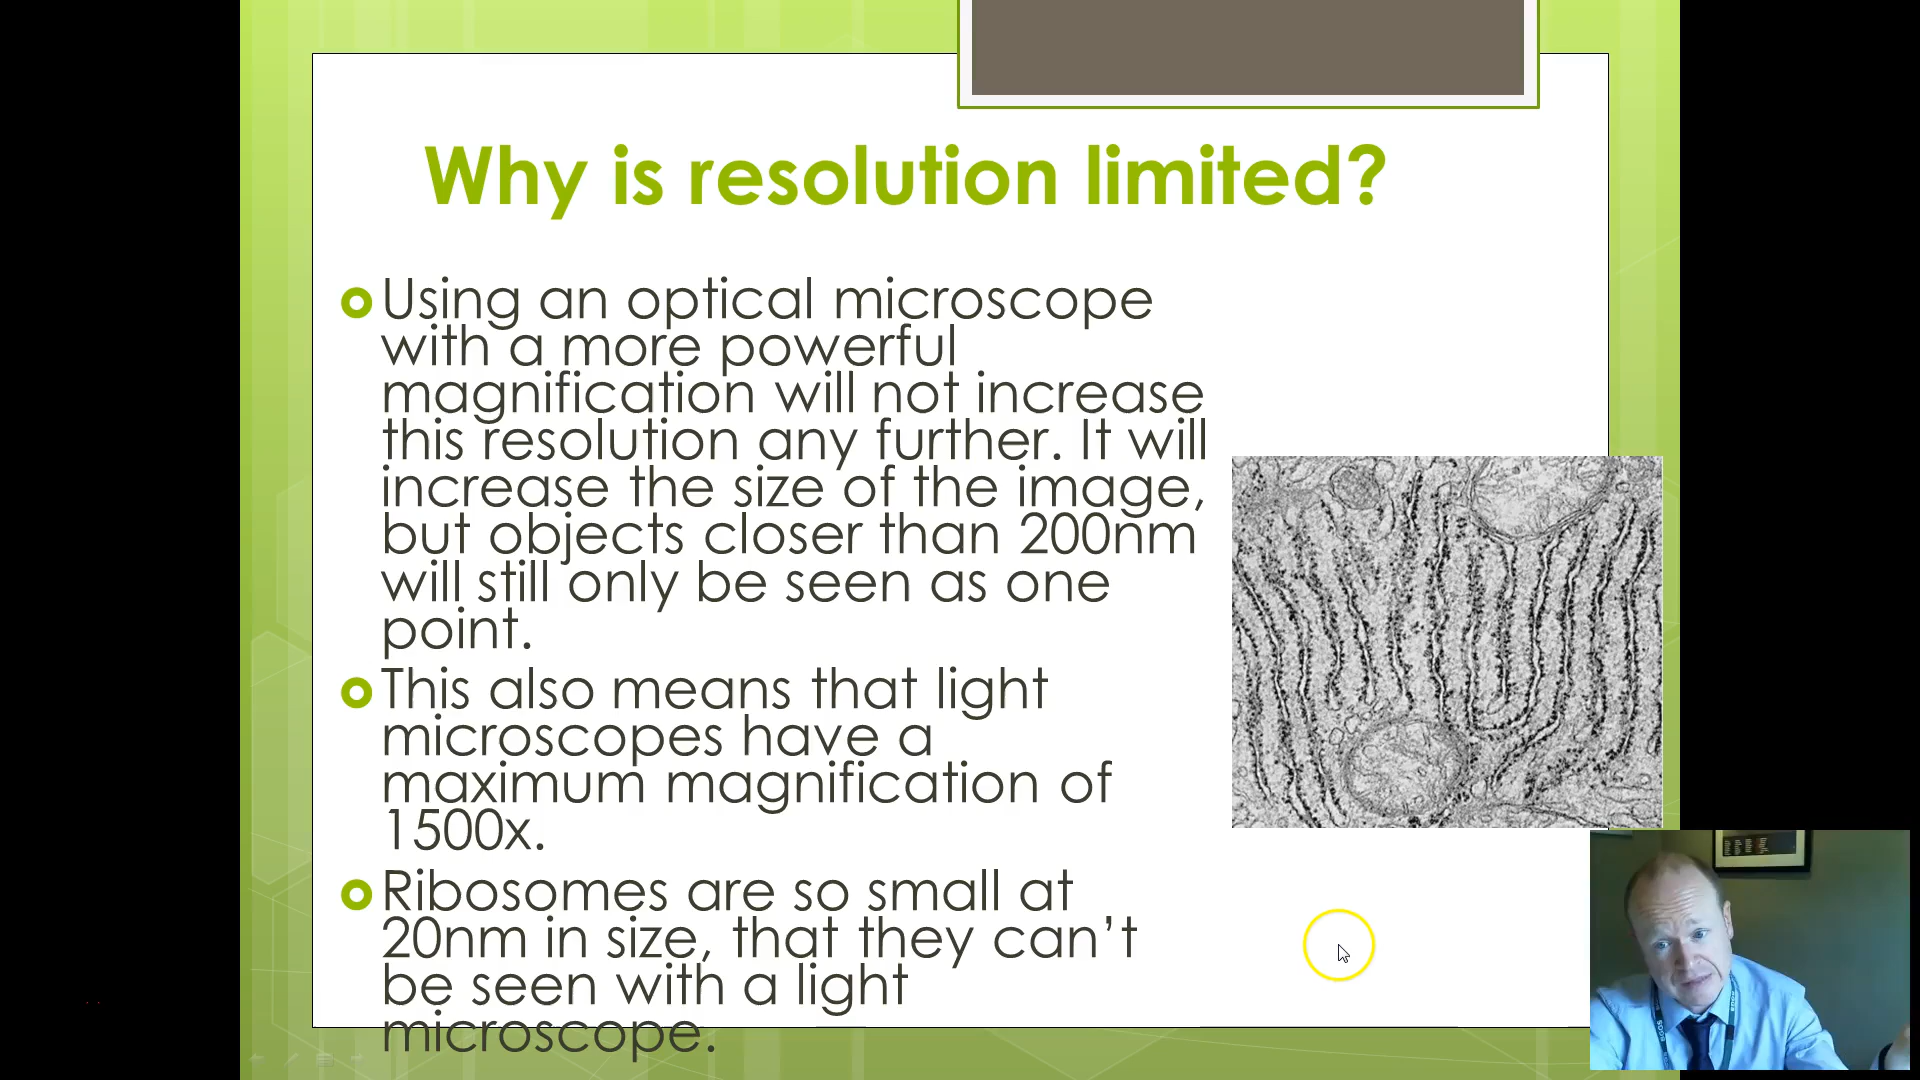 Why is resolution limited?
Using an optical microscope
with a more powerful
magnification will not increase
this resolution any further. It will
increase the size of the image,
but objects closer than 200nm
will still only be seen as one
point.
This also means that light
microscopes have a
maximum magnification of
1500x.
Ribosomes are so small at
20nm in size, that they can't
be seen with a light
microscope.